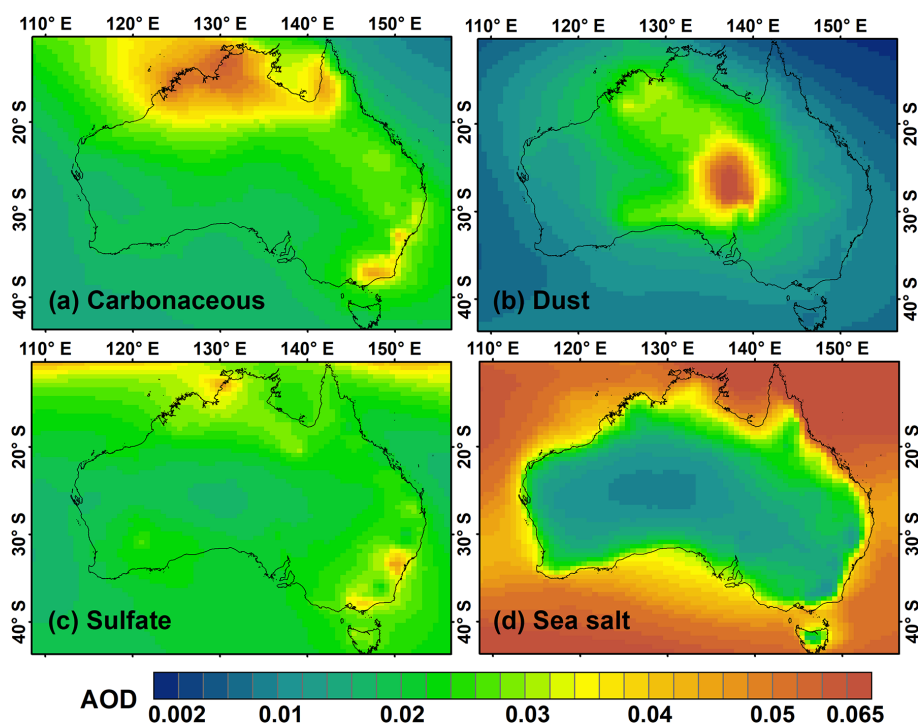 110° E 120° E 130° E 140° E 150° E
110° E 120° E 130° E 140° E 150° E
20° S
30° S
40° S
(a) Carbonaceous
20° S
30° S
40° S
(b) Dust
110° E 120° E 130° E 140° E 150° E
110° E 120° E 130° E 140° E 150° E
20° S
30° S
40° S
(c) Sulfate
20° S
30° S
40° S
(d) Sea salt
AOD
0.002 0.01 0.02 0.03 0.04 0.05 0.065